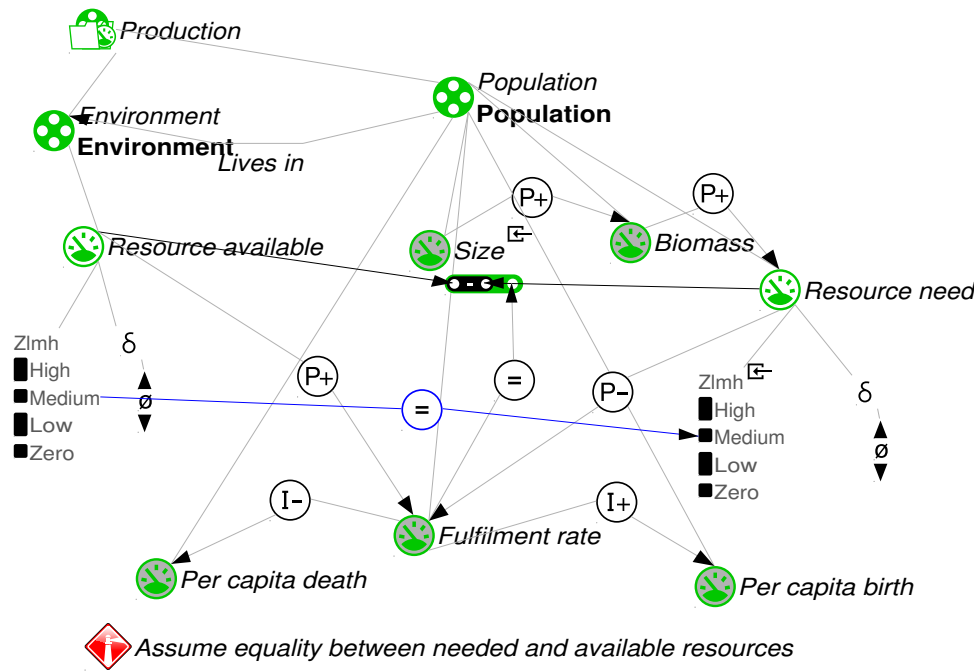 Production
Population
Population
Environment
Environment
Lives in
P+
P+
Resource available
Size
Biomass
-
Resource need
Zlmh
High
Medium
Low
Zero
δ
ø
P+
=
=
P-
Zlmh
High
Medium
Low
Zero
δ
ø
I-
I+
Fulfilment rate
Per capita death
Per capita birth
Assume equality between needed and available resources